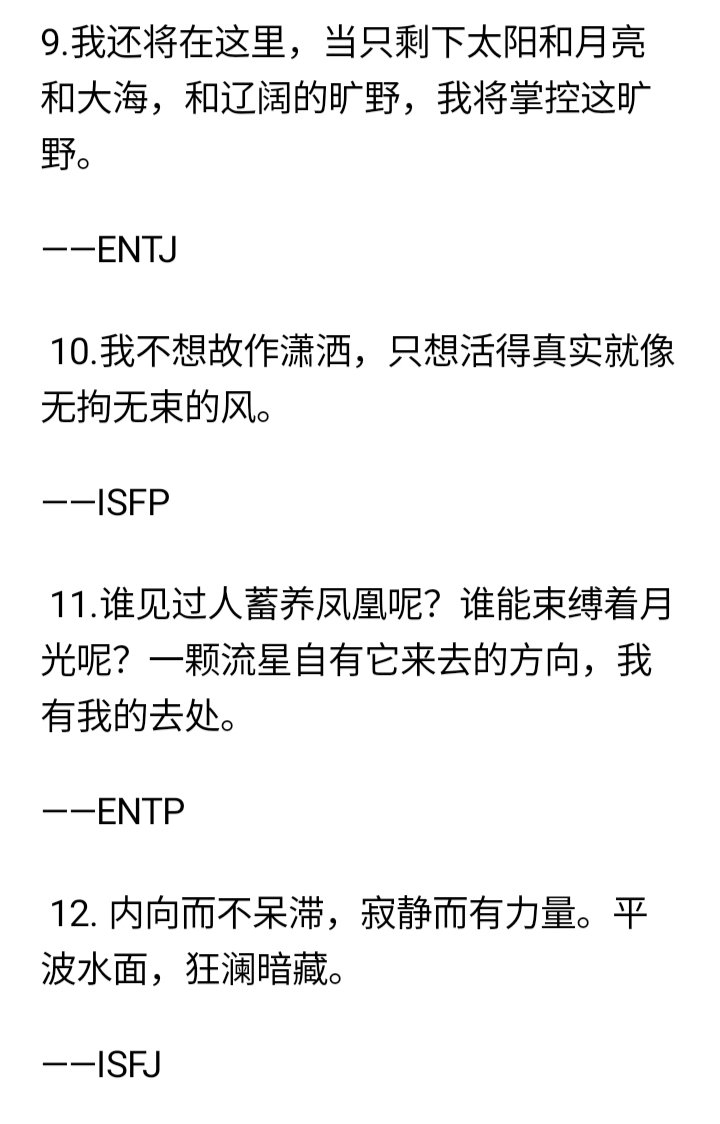 9.我还将在这里，当只剩下太阳和月亮
和大海，和辽阔的旷野，我将掌控这旷
野。
——ENTJ
10.我不想故作潇洒，只想活得真实就像
无拘无束的风。
——ISFP
11.谁见过人蓄养凤凰呢？谁能束缚着月
光呢？一颗流星自有它来去的方向，我
有我的去处。
——ENTP
12. 内向而不呆滞，寂静而有力量。平
波水面，狂澜暗藏。
——ISFJ